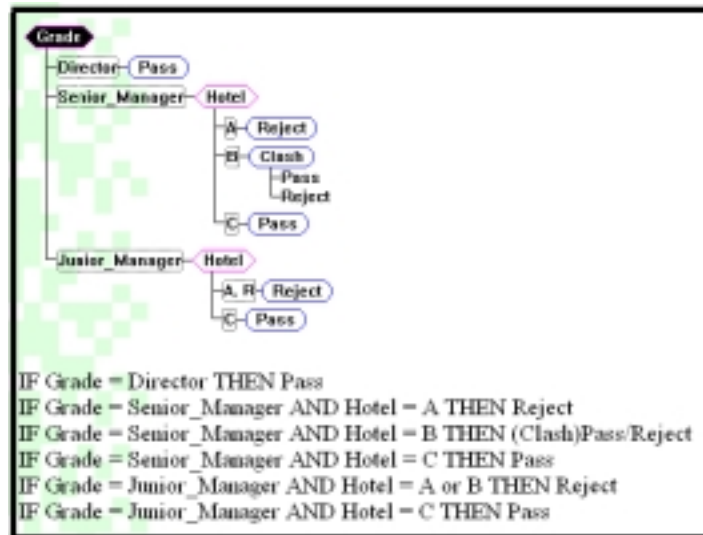 Grade
Director Pass
Senior_Manager Hotel
A Reject
B Clash
Pass
Reject
C Pass
Junior_Manager Hotel
A, B Reject
C Pass
IF Grade = Director THEN Pass
IF Grade = Senior_Manager AND Hotel = A THEN Reject
IF Grade = Senior_Manager AND Hotel = B THEN (Clash)Pass/Reject
IF Grade = Senior_Manager AND Hotel = C THEN Pass
IF Grade = Junior_Manager AND Hotel = A or B THEN Reject
IF Grade = Junior_Manager AND Hotel = C THEN Pass